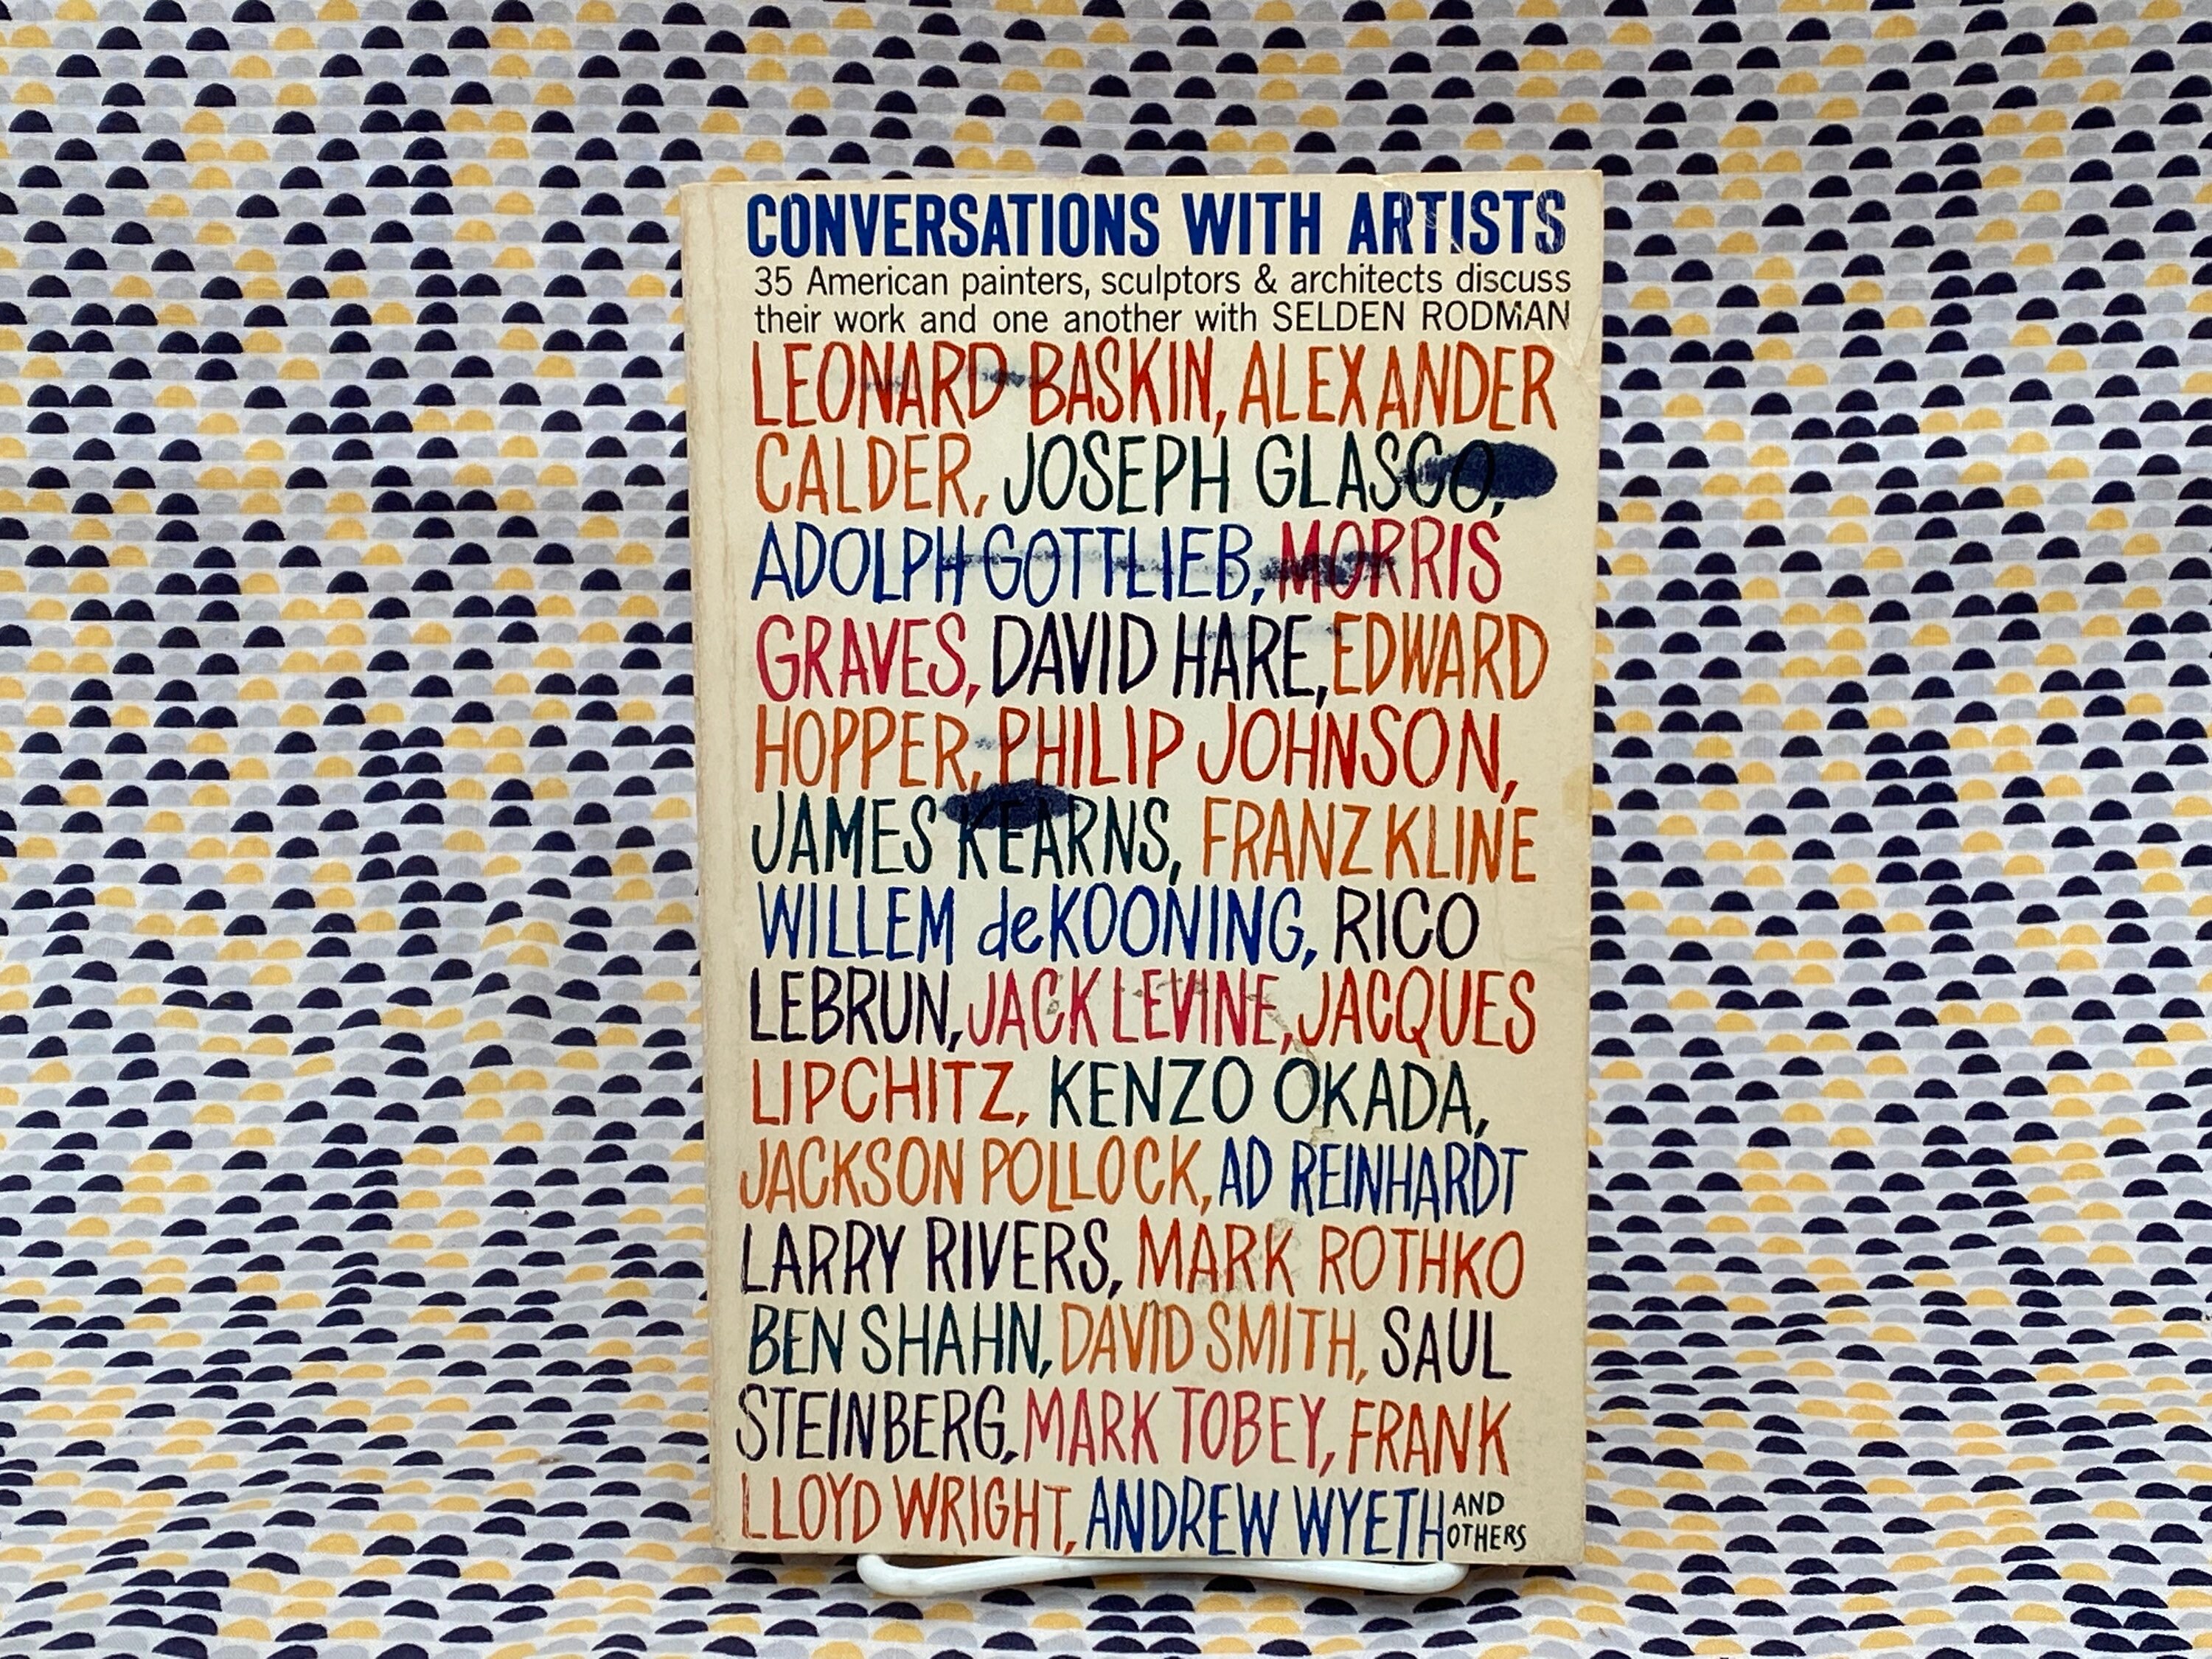 CONVERSATIONS WITH ARTISTS
35 American painters, sculptors & architects discuss
their work and one another with SELDEN RODMAN
LEONARD BASKIN, ALEXANDER
CALDER, JOSEPH GLASCO,
ADOLPH GOTTLIEB, MORRIS
GRAVES, DAVID HARE, EDWARD
HOPPER, PHILIP JOHNSON,
JAMES KEARNS, FRANZ KLINE
WILLEM deKOONING, RICO
LEBRUN, JACK LEVINE, JACQUES
LIPCHITZ, KENZO OKADA,
JACKSON POLLOCK, AD REINHARDT
LARRY RIVERS, MARK ROTHKO
BEN SHAHN, DAVID SMITH, SAUL
STEINBERG, MARK TOBEY, FRANK
LLOYD WRIGHT, ANDREW WYETH AND OTHERS